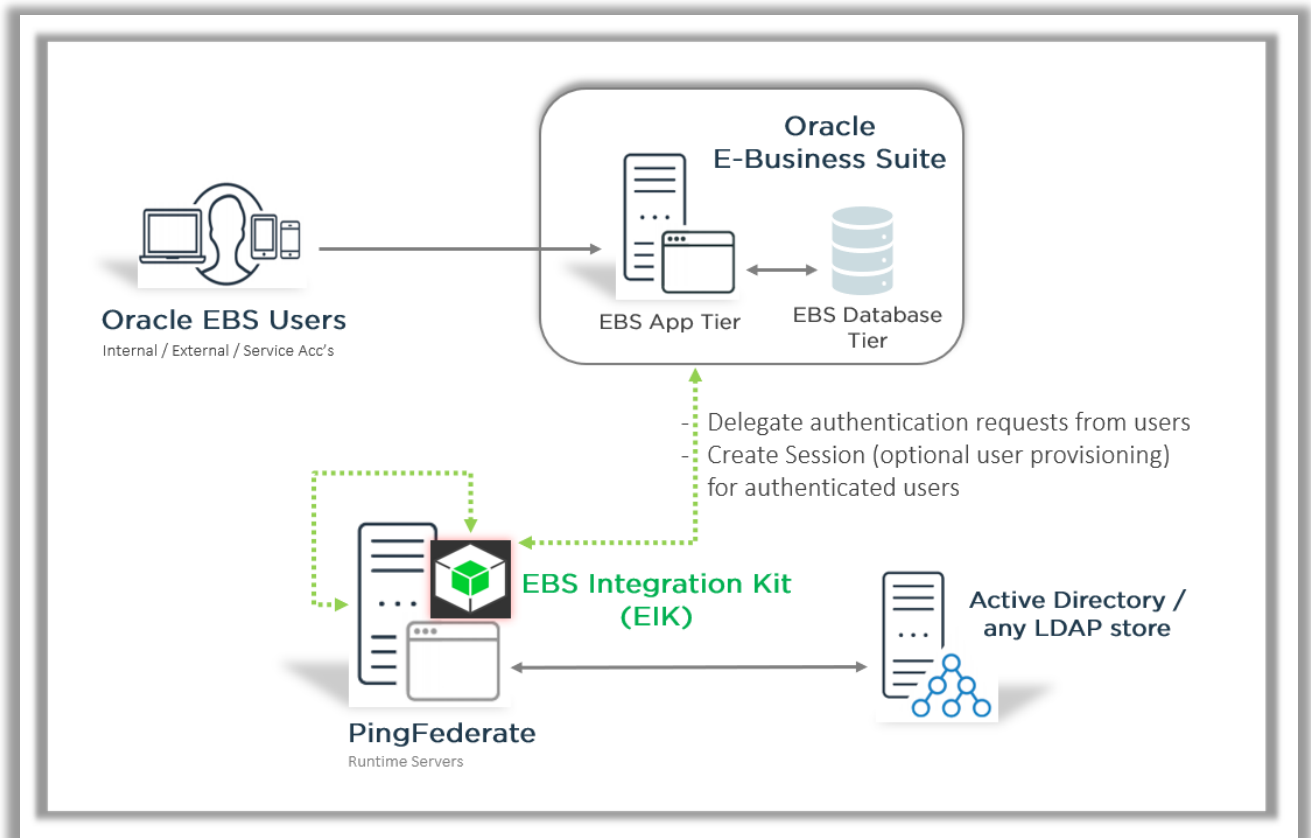 Oracle
E-Business Suite
Oracle EBS Users
Internal / External / Service Acc's
EBS App Tier
EBS Database
Tier
- Delegate authentication requests from users
- Create Session (optional user provisioning)
for authenticated users
EBS Integration Kit
(EIK)
Active Directory /
any LDAP store
PingFederate
Runtime Servers